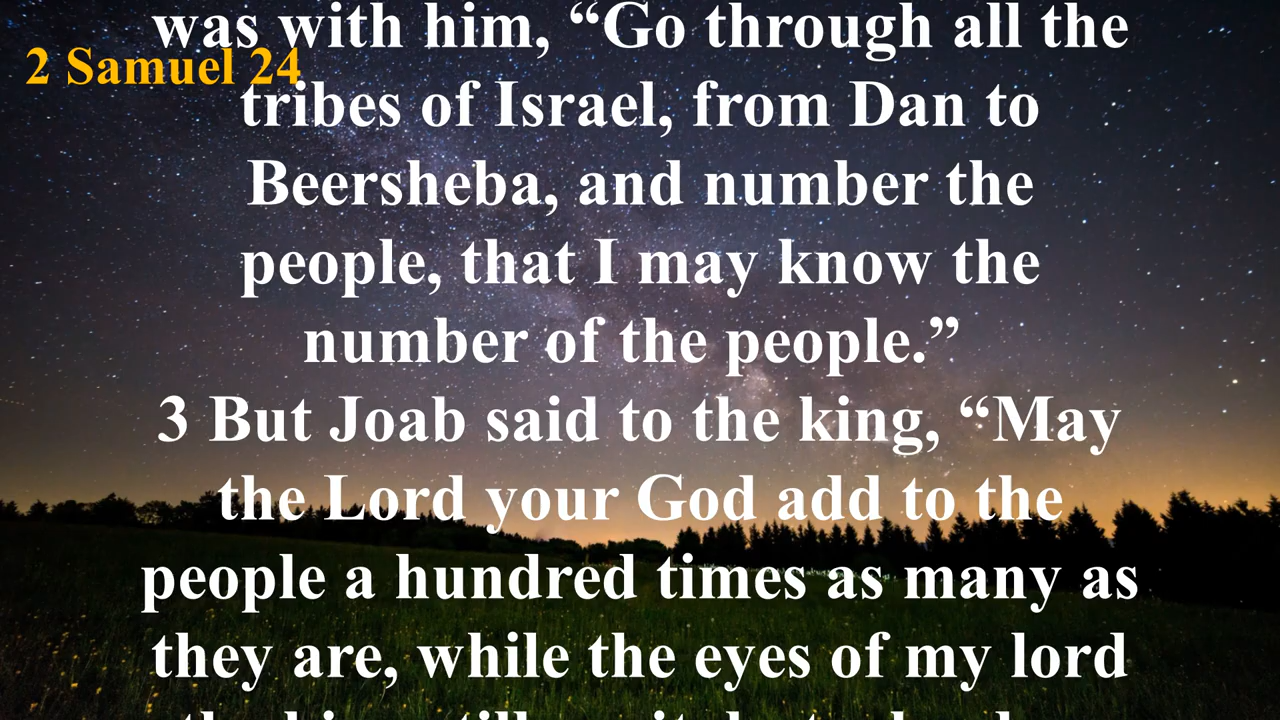 was with him, “Go through all the
2 Samuel 24
tribes of Israel, from Dan to
Beersheba, and number the
people, that I may know the
number of the people.”
3 But Joab said to the king, “May
the Lord your God add to the
people a hundred times as many as
they are, while the eyes of my lord